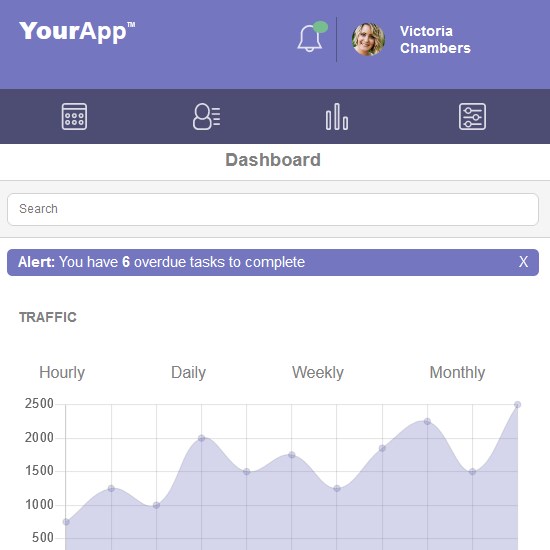 YourApp™
Victoria
Chambers
Dashboard
Search
Alert: You have 6 overdue tasks to complete X
TRAFFIC
Hourly Daily Weekly Monthly
2500
2000
1500
1000
500